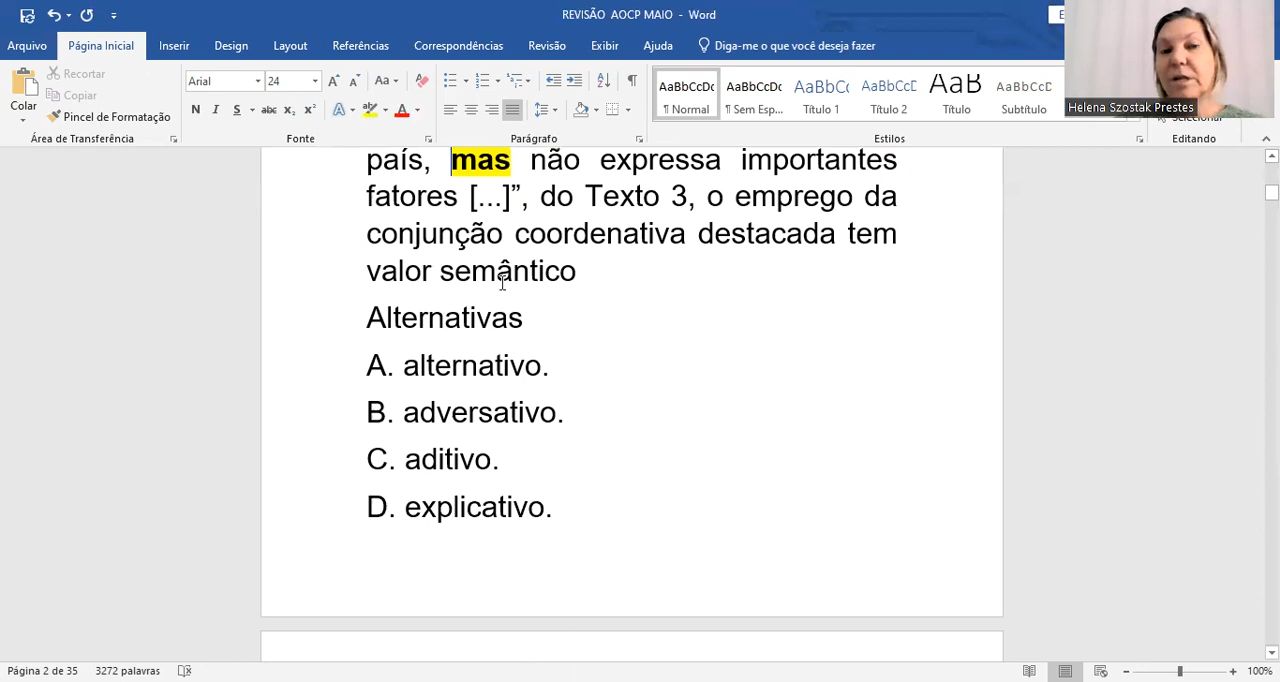 REVISÃO AOCP MAIO - Word
Arquivo Página Inicial Inserir Design Layout Referências Correspondências Revisão Exibir Ajuda Diga-me o que você deseja fazer
Colar
Recortar
Copiar
Pincel de Formatação
Área de Transferência
Arial 24
N I S abc x₂ x²
Fonte
Parágrafo
AaBbCcDc AaBbCcDc AaBbCc AaBbCcD AaB AaBbCcD
¶ Normal ¶ Sem Esp... Título 1 Título 2 Título Subtítulo
Estilos
Editando
Helena Szostak Prestes
país, mas não expressa importantes
fatores [...]”, do Texto 3, o emprego da
conjunção coordenativa destacada tem
valor semântico
Alternativas
A. alternativo.
B. adversativo.
C. aditivo.
D. explicativo.
Página 2 de 35 3272 palavras
100%